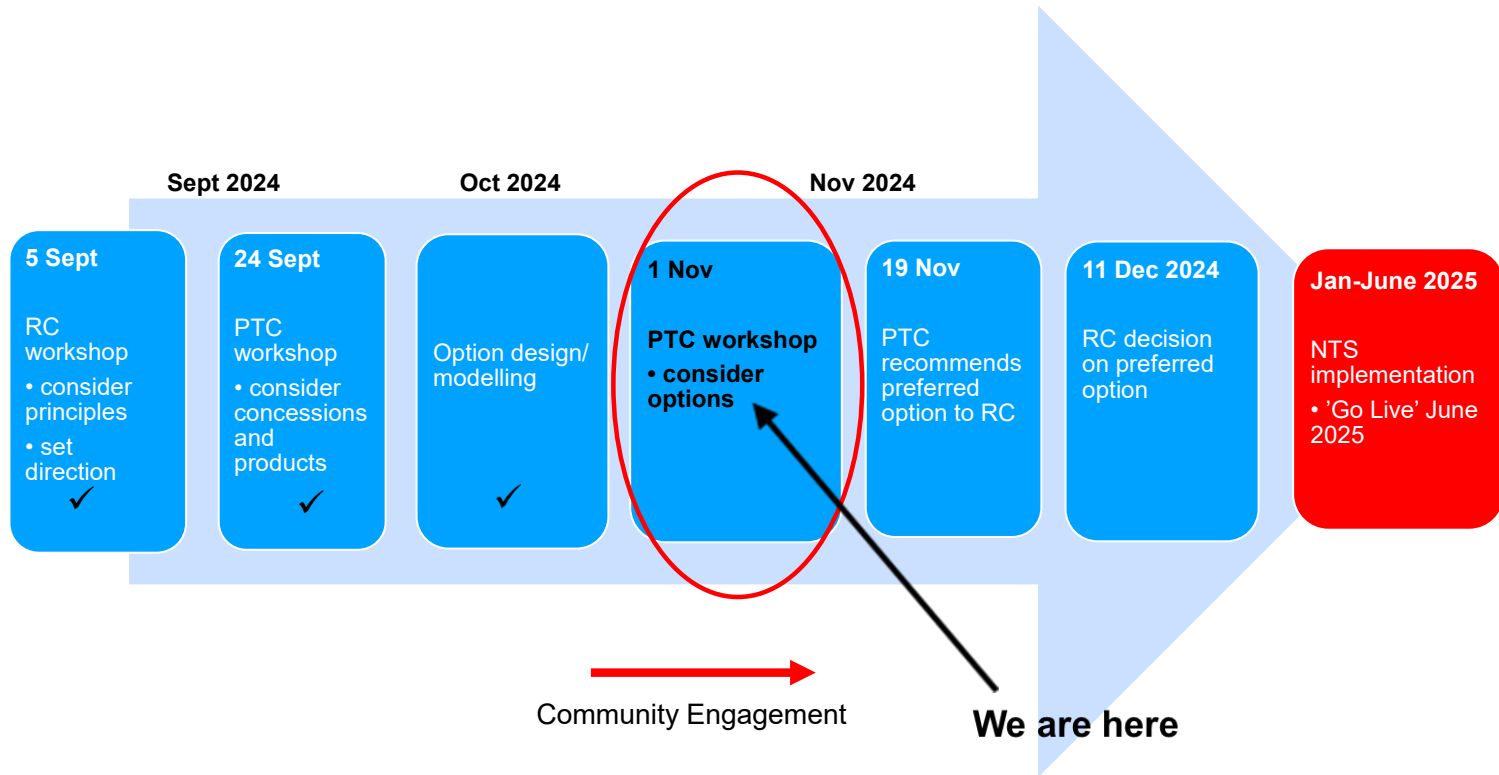 Sept 2024
Oct 2024
Nov 2024
5 Sept
RC
workshop
• consider
principles
• set
direction
✓
24 Sept
PTC
workshop
• consider
concessions
and
products
✓
Option design/
modelling
✓
1 Nov
PTC workshop
• consider
options
19 Nov
PTC
recommends
preferred
option to RC
11 Dec 2024
RC decision
on preferred
option
Jan-June 2025
NTS
implementation
• ’Go Live’ June
2025
Community Engagement
We are here